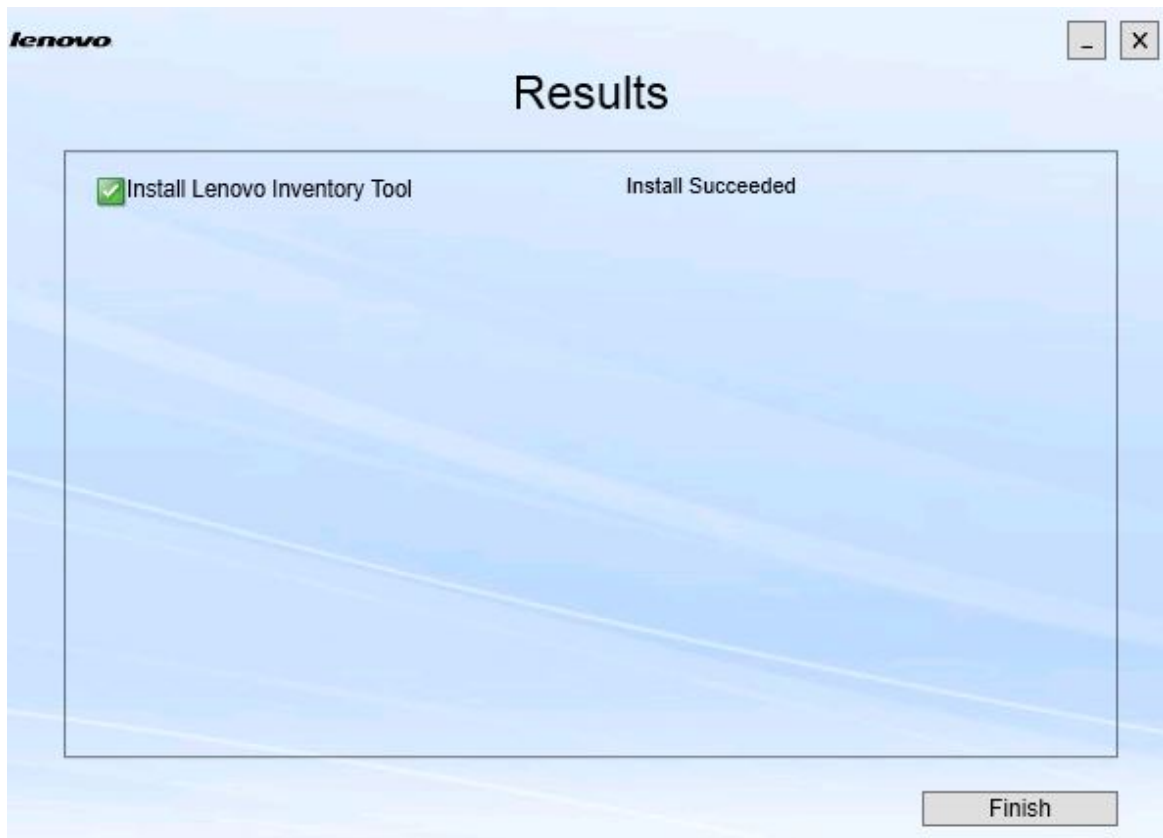 lenovo
Results
Install Lenovo Inventory Tool Install Succeeded
Finish